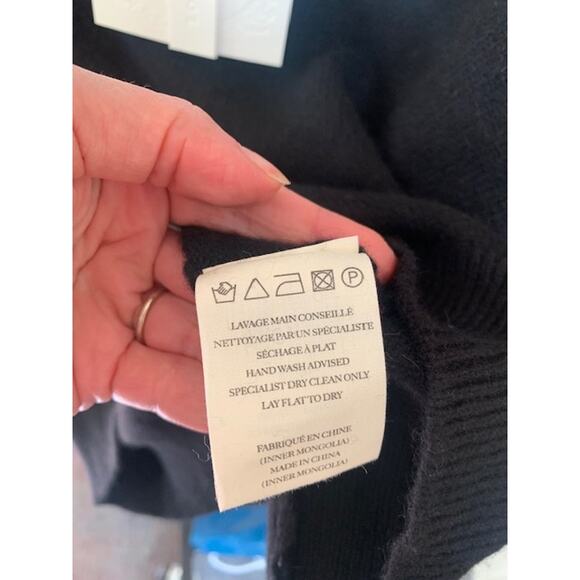 P
LAVAGE MAIN CONSEILLÉ
NETTOYAGE PAR UN SPÉCIALISTE
SÉCHAGE À PLAT
HAND WASH ADVISED
SPECIALIST DRY CLEAN ONLY
LAY FLAT TO DRY
FABRIQUÉ EN CHINE
(INNER MONGOLIA)
MADE IN CHINA
(INNER MONGOLIA)